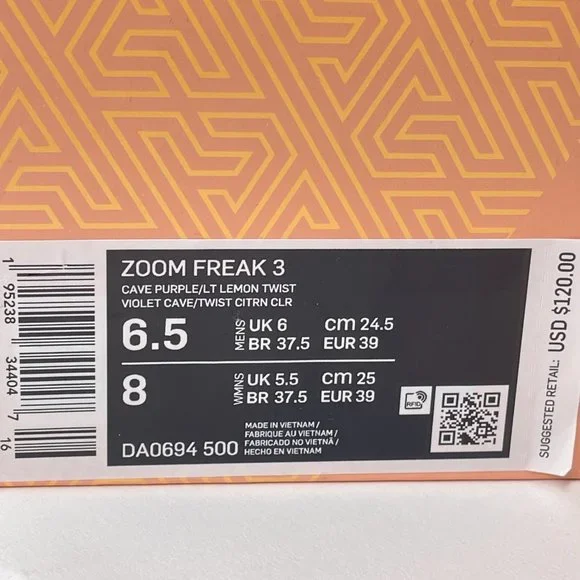 ZOOM FREAK 3
CAVE PURPLE/LT LEMON TWIST
VIOLET CAVE/TWIST CITRN CLR
6.5 MENS UK 6 CM 24.5
BR 37.5 EUR 39
8 WMNS UK 5.5 CM 25
BR 37.5 EUR 39
RFID
DA0694 500
MADE IN VIETNAM /
FABRIQUE AU VIETNAM /
FABRICADO NO VIETNÃ /
HECHO EN VIETNAM
1 95238 34404 7
16
SUGGESTED RETAIL: USD $120.00